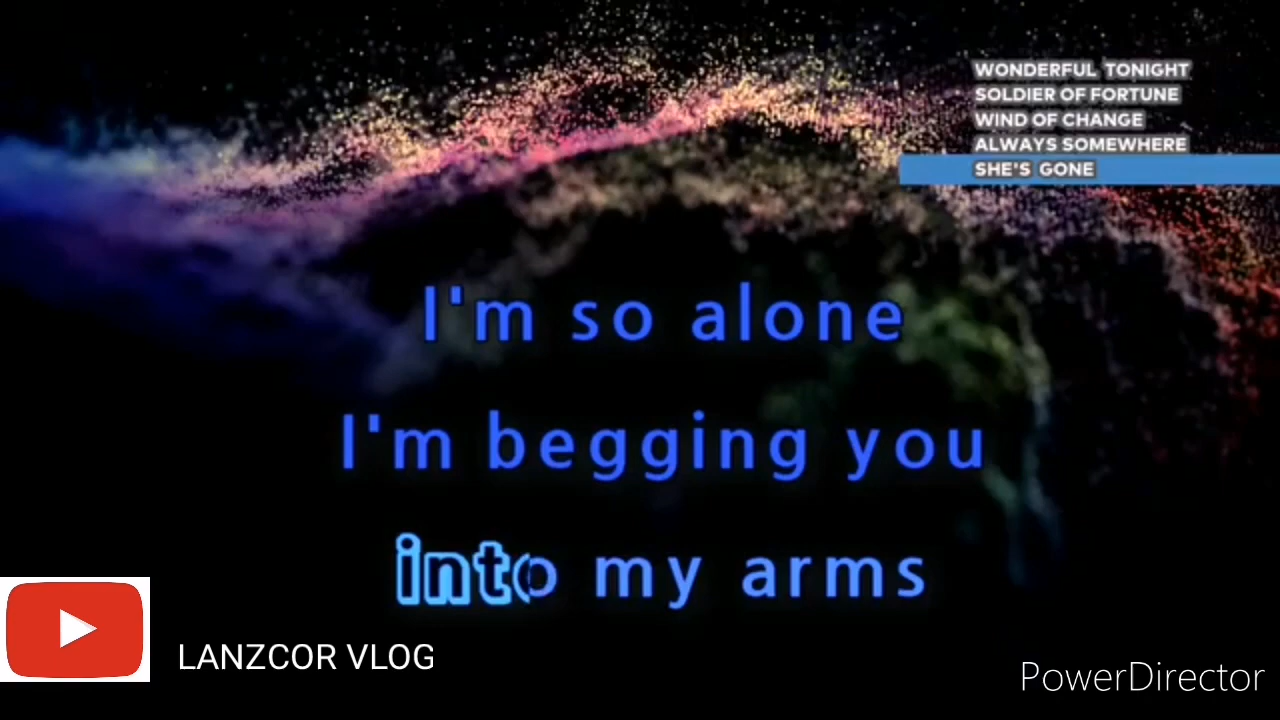 WONDERFUL TONIGHT
SOLDIER OF FORTUNE
WIND OF CHANGE
ALWAYS SOMEWHERE
SHE'S GONE
I'm so alone
I'm begging you
into my arms
LANZCOR VLOG
PowerDirector